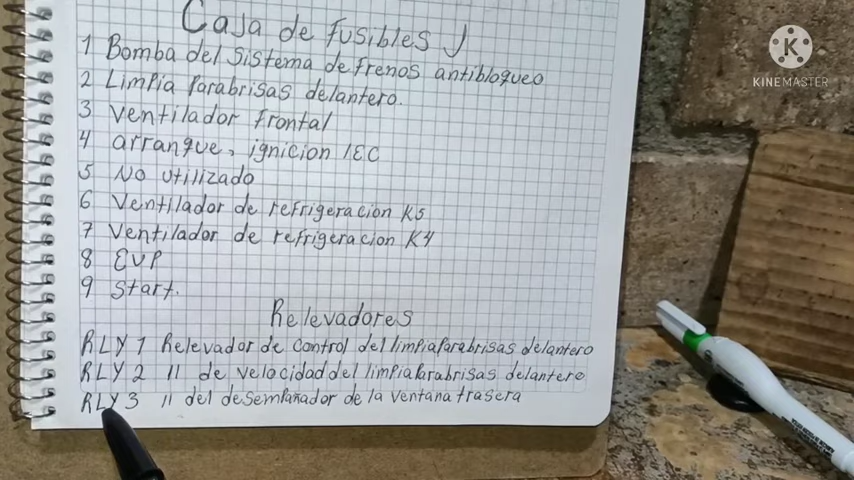 Caja de fusibles J
1 Bomba del Sistema de frenos antibloqueo
2 Limpia Parabrisas delantero.
3 Ventilador frontal
4 arranque, ignicion IEC
5 No utilizado
6 Ventilador de refrigeracion K5
7 Ventilador de refrigeracion K4
8 EVP
9 Start.
Relevadores
RLY 1 Relevador de control del limpiaparabrisas delantero
RLY 2 11 de velocidad del limpiaparabrisas delantero
RLY 3 11 del desempañador de la ventana trasera
K
KINEMASTER